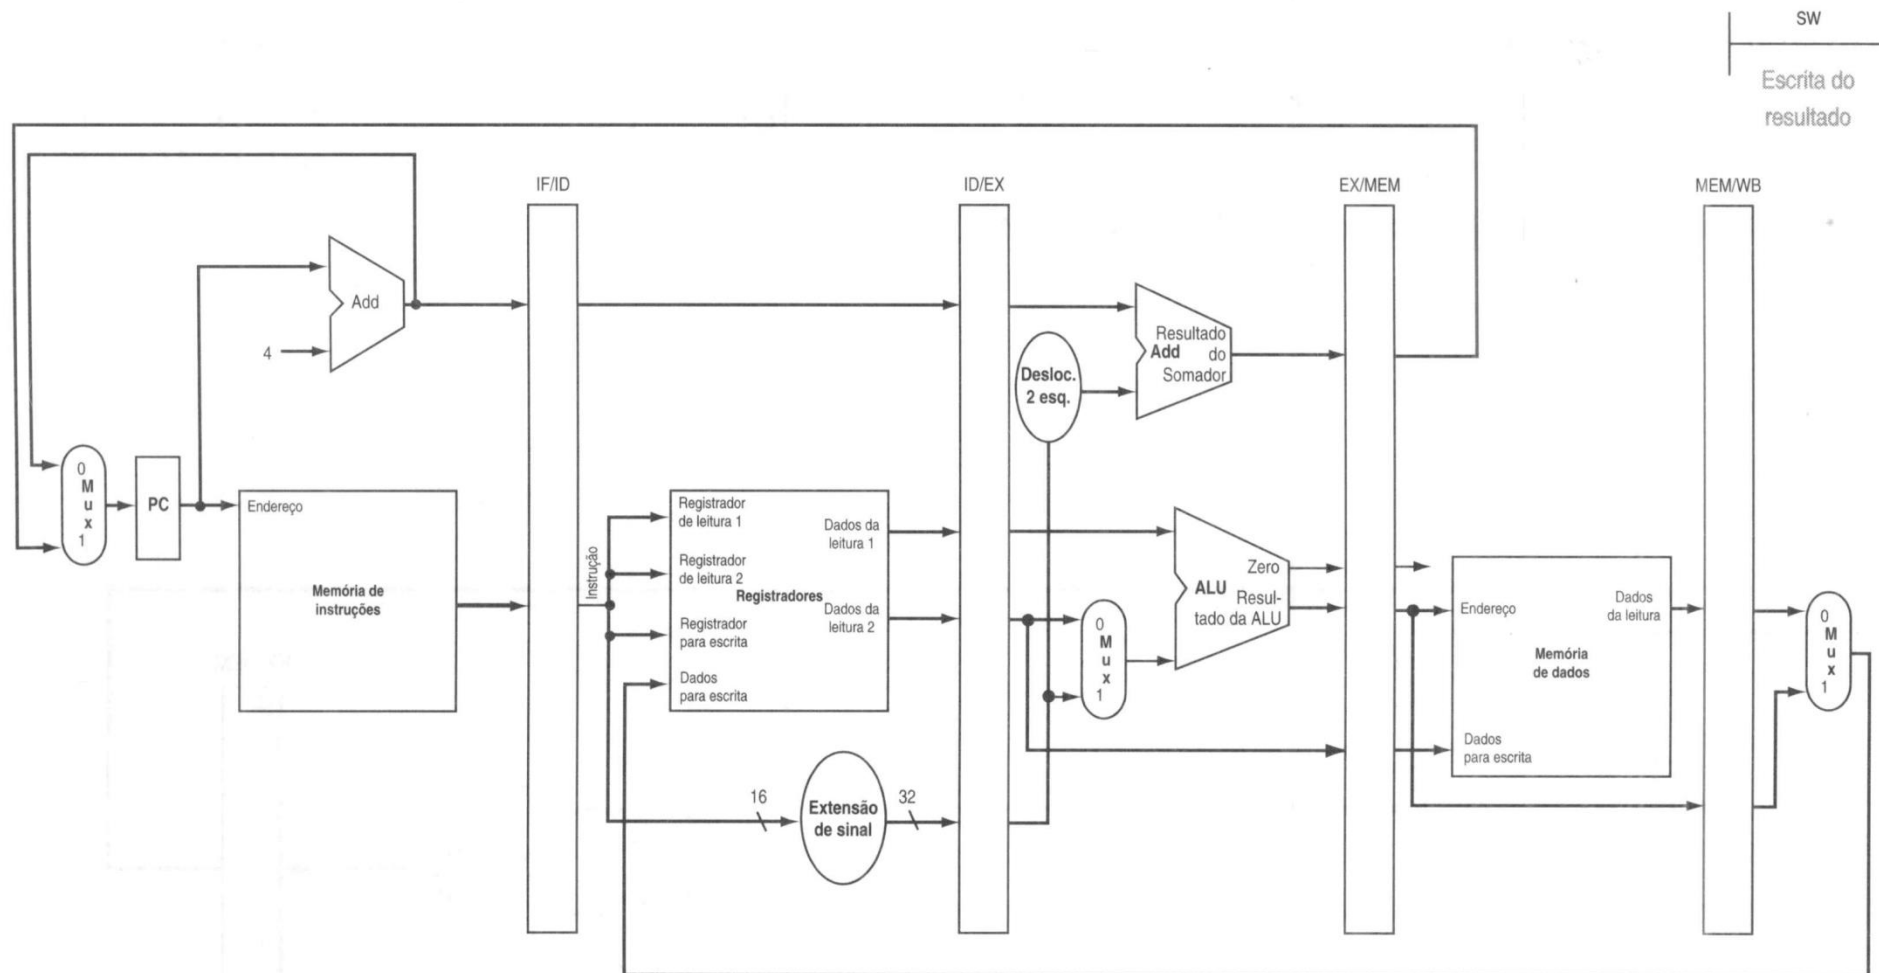 SW
Escrita do
resultado
IF/ID
ID/EX
EX/MEM
MEM/WB
Add
4
Resultado
Add do
Somador
Desloc.
2 esq.
0
M
u
x
1
PC
Endereço
Memória de
instruções
Instrução
Registrador
de leitura 1
Registrador
de leitura 2
Registradores
Registrador
para escrita
Dados
para escrita
Dados da
leitura 1
Dados da
leitura 2
0
M
u
x
1
Zero
ALU
Resul-
tado da ALU
Endereço
Dados
da leitura
Memória
de dados
Dados
para escrita
0
M
u
x
1
16
Extensão
de sinal
32